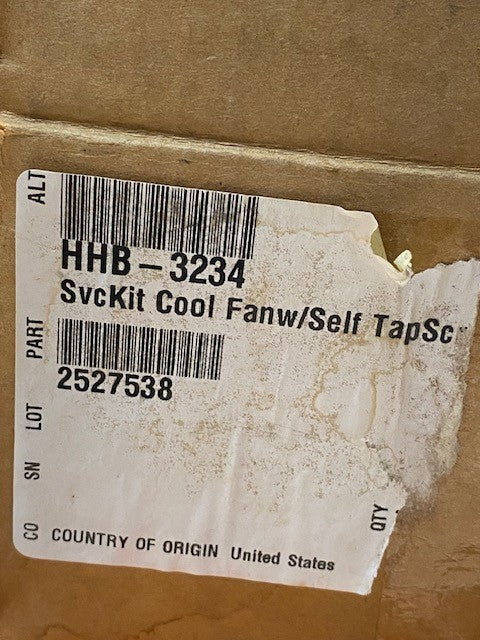 ALT
HHB-3234
SvcKit Cool Fanw/Self TapSc
PART
2527538
LOT
SN
QTY
CO
COUNTRY OF ORIGIN United States